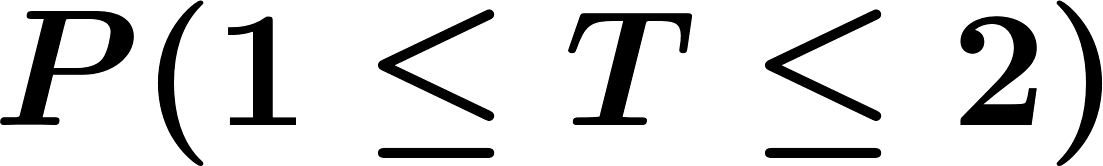 P(1 ≤ T ≤ 2)